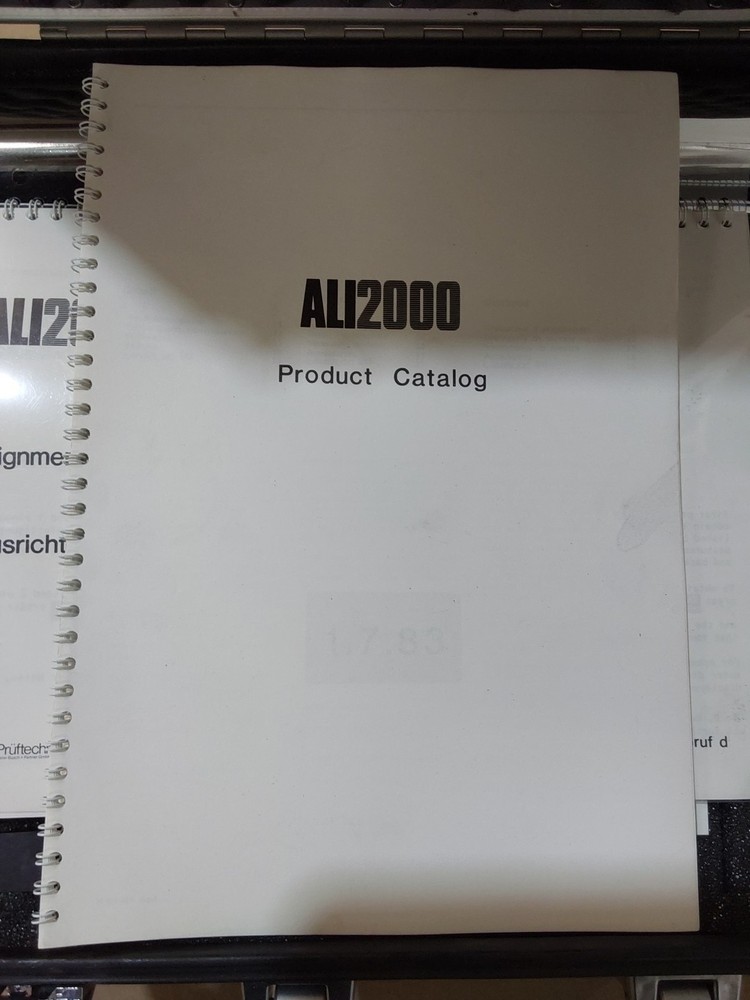 ALI2000
Product Catalog
ALI2
ignme
usricht
Prüftech
ruf d